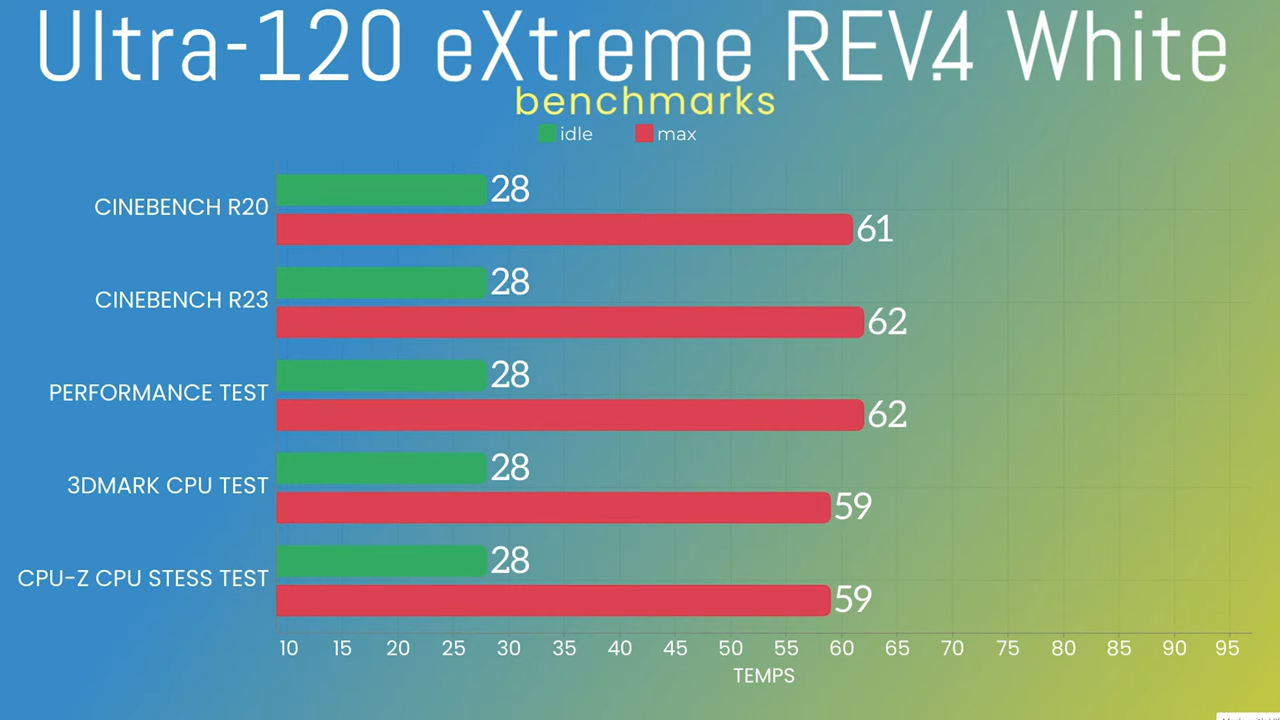 Ultra-120 eXtreme REV.4 White
benchmarks
idle max
CINEBENCH R20
28
61
CINEBENCH R23
28
62
PERFORMANCE TEST
28
62
3DMARK CPU TEST
28
59
CPU-Z CPU STESS TEST
28
59
10 15 20 25 30 35 40 45 50 55 60 65 70 75 80 85 90 95
TEMPS